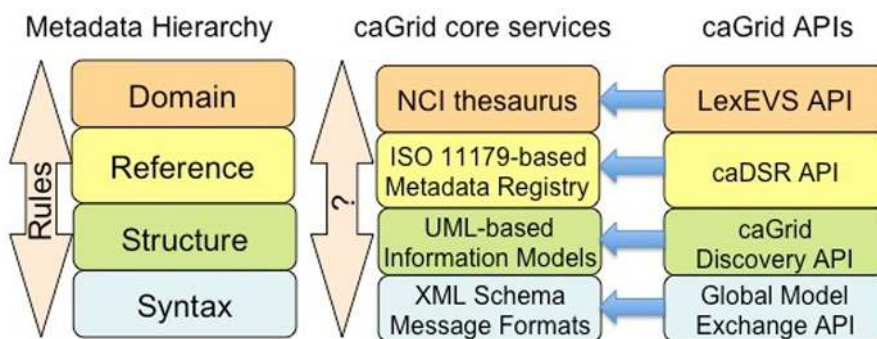 Metadata Hierarchy
caGrid core services
caGrid APIs
Rules
Domain
Reference
Structure
Syntax
?
NCI thesaurus
ISO 11179-based
Metadata Registry
UML-based
Information Models
XML Schema
Message Formats
LexEVS API
caDSR API
caGrid
Discovery API
Global Model
Exchange API